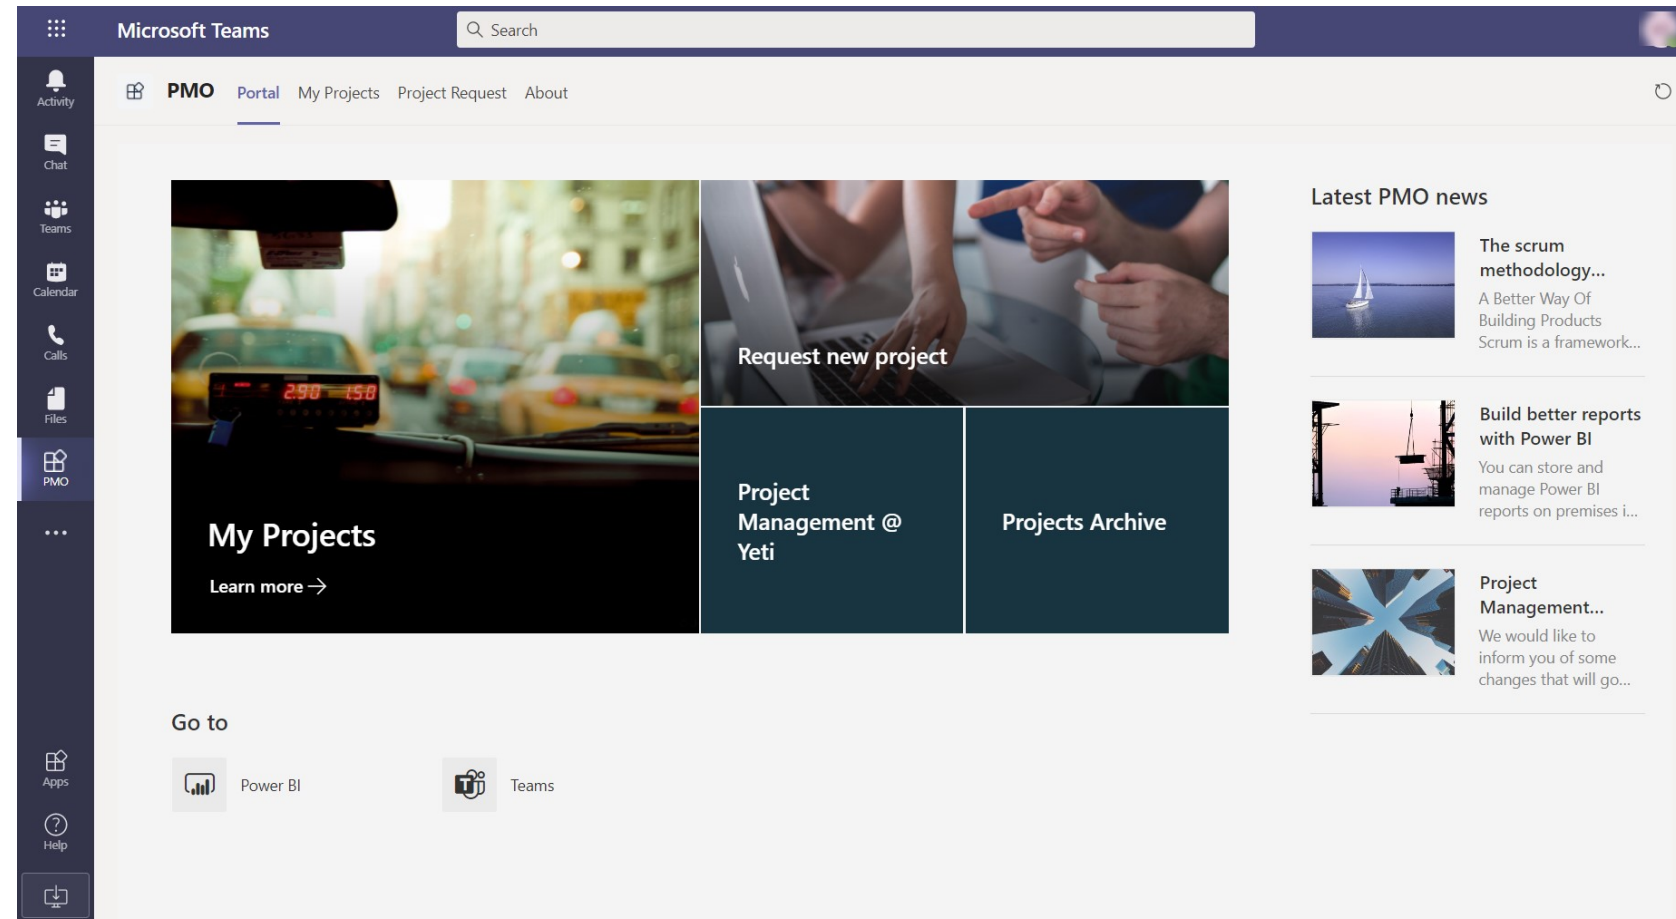 Microsoft Teams
Search
Activity
Chat
Teams
Calendar
Calls
Files
PMO
Apps
Help
PMO Portal My Projects Project Request About
2.90 1.50
My Projects
Learn more
Request new project
Project
Management @
Yeti
Projects Archive
Latest PMO news
The scrum
methodology...
A Better Way Of
Building Products
Scrum is a framework...
Build better reports
with Power BI
You can store and
manage Power BI
reports on premises i...
Project
Management...
We would like to
inform you of some
changes that will go...
Go to
Power BI
Teams